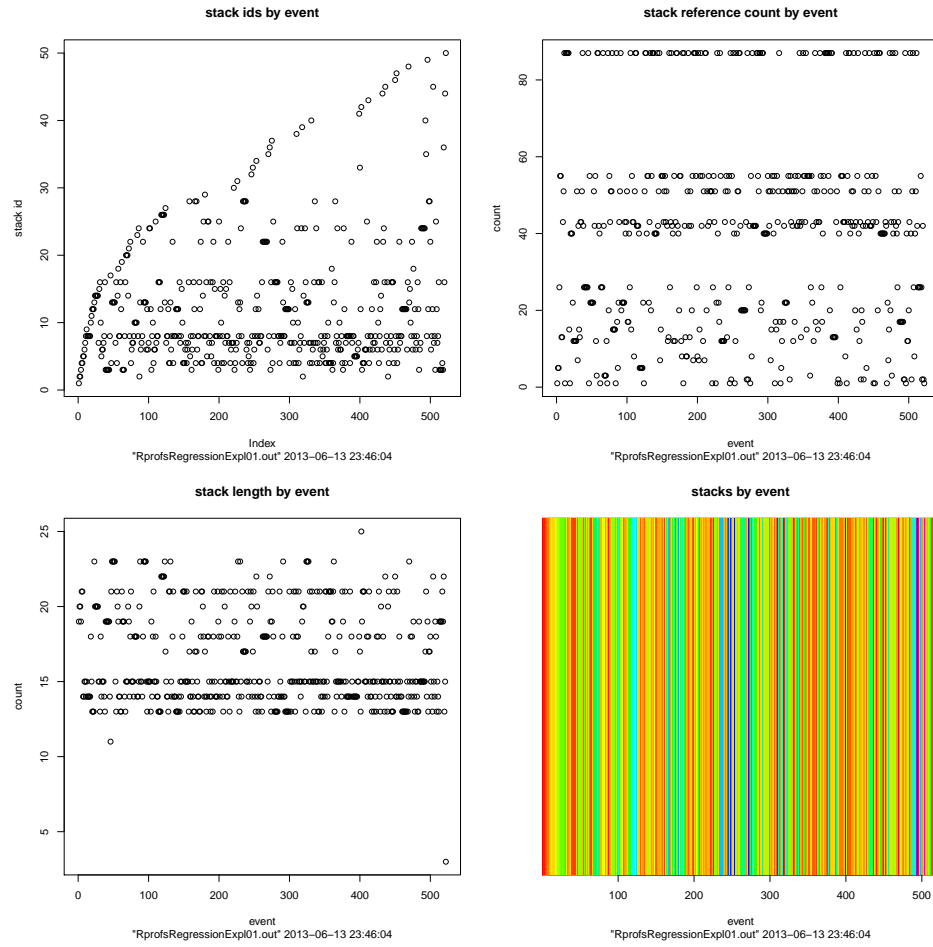 stack ids by event
50
40
30
20
10
0
stack id
0 100 200 300 400 500
Index
"RprofsRegressionExpl01.out" 2013−06−13 23:46:04
stack reference count by event
80
60
40
20
0
count
0 100 200 300 400 500
event
"RprofsRegressionExpl01.out" 2013−06−13 23:46:04
stack length by event
25
20
15
10
5
count
0 100 200 300 400 500
event
"RprofsRegressionExpl01.out" 2013−06−13 23:46:04
stacks by event
100 200 300 400 500
event
"RprofsRegressionExpl01.out" 2013−06−13 23:46:04